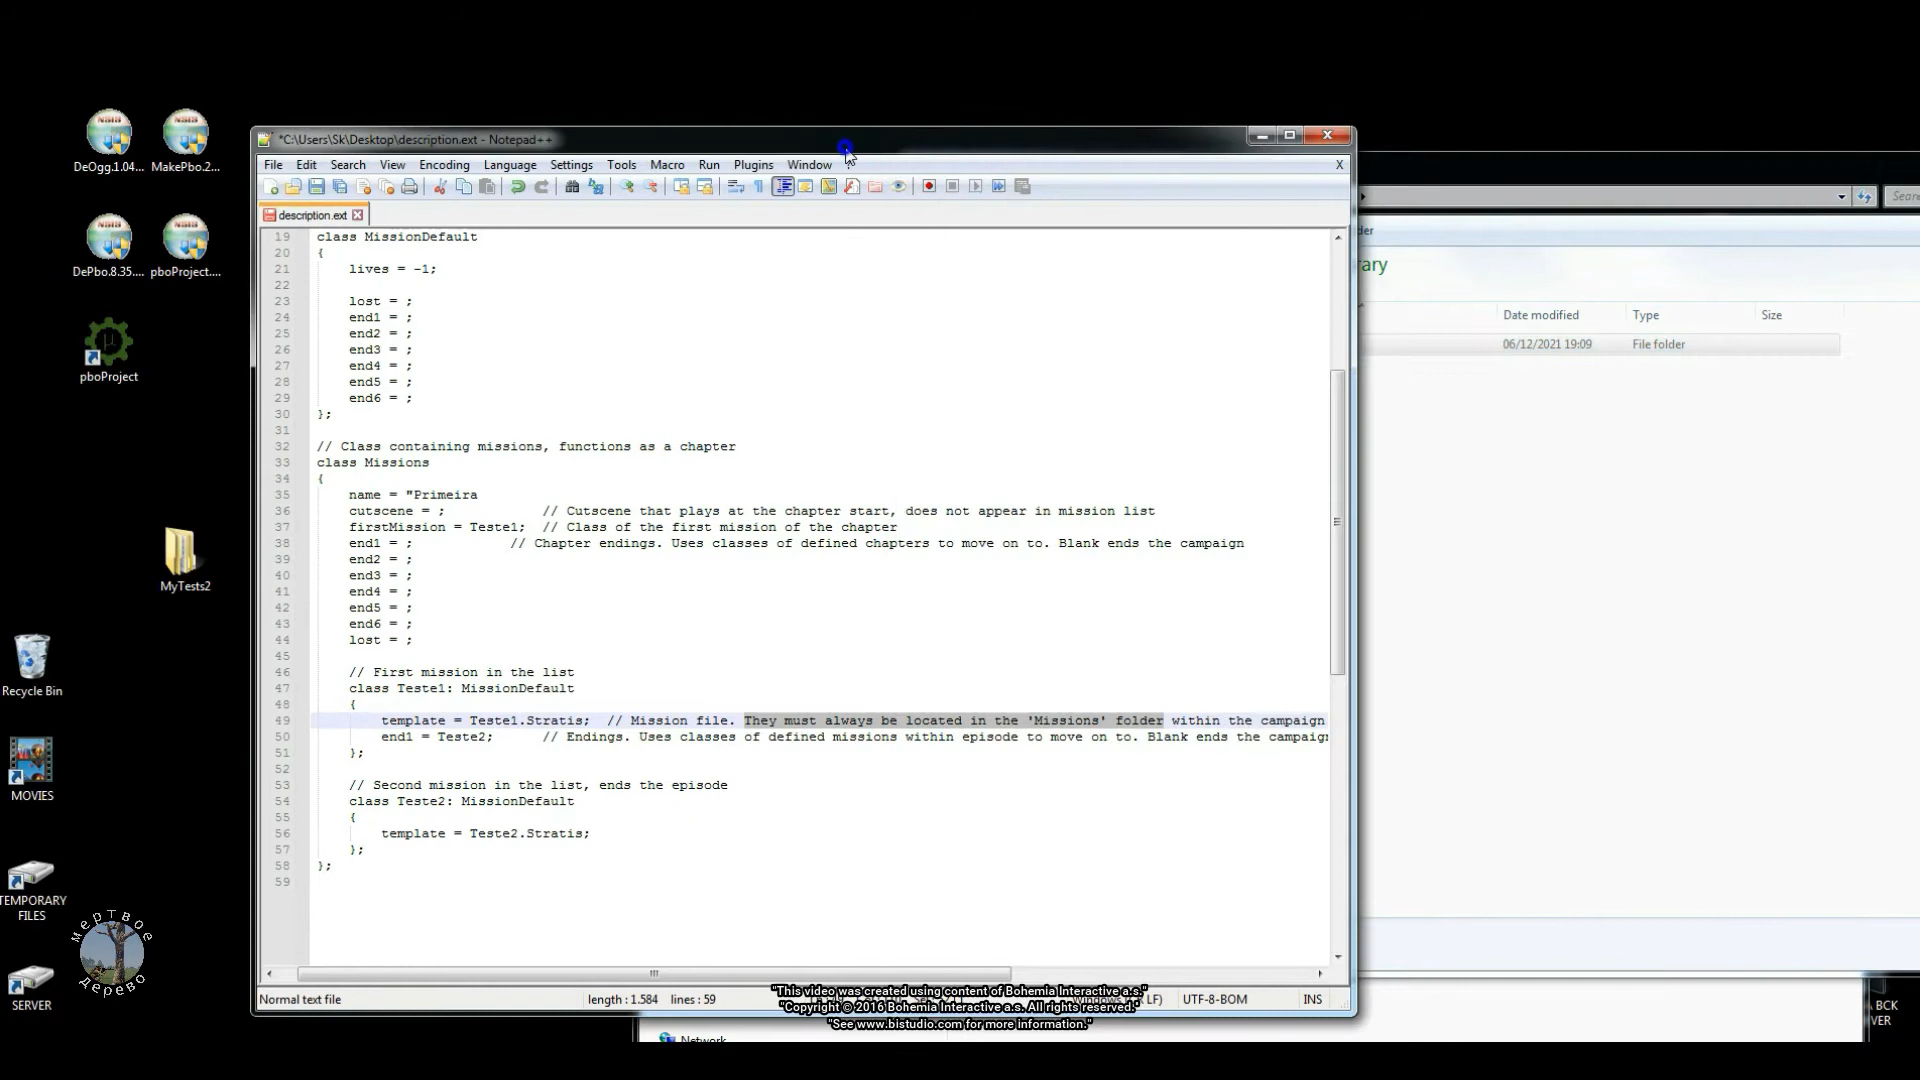 DeOgg.1.04....
MakePbo.2...
DePbo.8.35....
pboProject....
pboProject
MyTests2
Recycle Bin
MOVIES
TEMPORARY
FILES
SERVER
мертвое
дерево
*C:\Users\Sk\Desktop\description.ext - Notepad++
File Edit Search View Encoding Language Settings Tools Macro Run Plugins Window X
description.ext
19 class MissionDefault
20 {
21 lives = -1;
22
23 lost = ;
24 end1 = ;
25 end2 = ;
26 end3 = ;
27 end4 = ;
28 end5 = ;
29 end6 = ;
30 };
31
32 // Class containing missions, functions as a chapter
33 class Missions
34 {
35 name = "Primeira
36 cutscene = ; // Cutscene that plays at the chapter start, does not appear in mission list
37 firstMission = Teste1; // Class of the first mission of the chapter
38 end1 = ; // Chapter endings. Uses classes of defined chapters to move on to. Blank ends the campaign
39 end2 = ;
40 end3 = ;
41 end4 = ;
42 end5 = ;
43 end6 = ;
44 lost = ;
45
46 // First mission in the list
47 class Teste1: MissionDefault
48 {
49 template = Teste1.Stratis; // Mission file. They must always be located in the 'Missions' folder within the campaign
50 end1 = Teste2; // Endings. Uses classes of defined missions within episode to move on to. Blank ends the campaign
51 };
52
53 // Second mission in the list, ends the episode
54 class Teste2: MissionDefault
55 {
56 template = Teste2.Stratis;
57 };
58 };
59
Normal text file length : 1.584 lines : 59 LF) UTF-8-BOM INS
"This video was created using content of Bohemia Interactive a.s."
"Copyright © 2016 Bohemia Interactive a.s. All rights reserved."
"See www.bistudio.com for more information."
Sear
der
rary
Date modified Type Size
06/12/2021 19:09 File folder
Network
BCK
VER